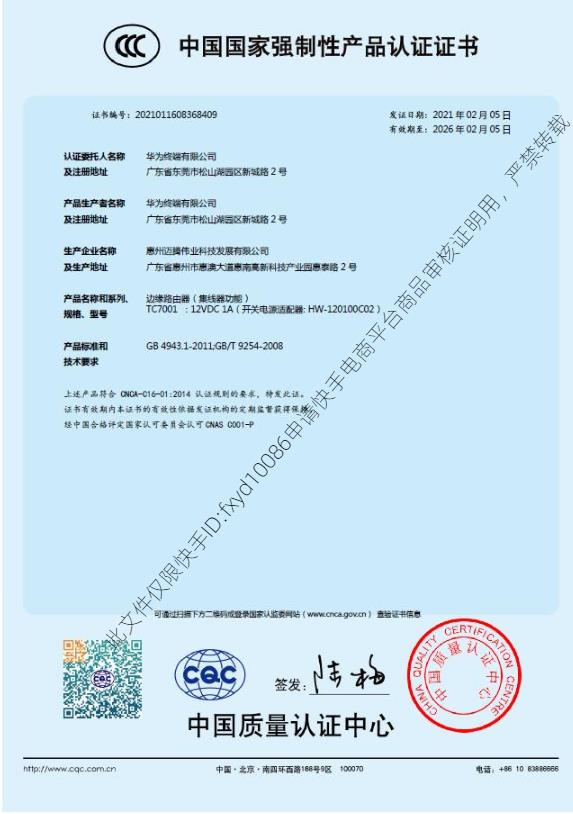 CCC 中国国家强制性产品认证证书
证书编号：2021011608368409
发证日期：2021 年 02 月 05 日
有效期至：2026 年 02 月 05 日
认证委托人名称 华为终端有限公司
及注册地址 广东省东莞市松山湖园区新城路 2 号
产品生产者名称 华为终端有限公司
及注册地址 广东省东莞市松山湖园区新城路 2 号
生产企业名称 惠州迈腾伟业科技发展有限公司
及生产地址 广东省惠州市惠澳大道惠南高新科技产业园惠泰路 2 号
产品名称和系列、 边缘路由器（集线器功能）
规格、型号 TC7001 ：12VDC 1A（开关电源适配器: HW-120100C02）
产品标准和 GB 4943.1-2011;GB/T 9254-2008
技术要求
上述产品符合 CNCA-C16-01:2014 认证规则的要求，特发此证。
证书有效期内本证书的有效性依据发证机构的定期监督获得保持。
经中国合格评定国家认可委员会认可 CNAS C001-P
此文件仅限快手ID:fxyd10086申请快手电商平台商品审核证明用，严禁转载
可通过扫描下方二维码或登录国家认监委网站（www.cnca.gov.cn）查验证书信息
CQC
CQC
签发：陆梅
CHINA QUALITY CERTIFICATION CENTRE
中国质量认证中心
中国质量认证中心
http://www.cqc.com.cn
中国·北京·南四环西路188号9区 100070
电话：+86 10 83886666